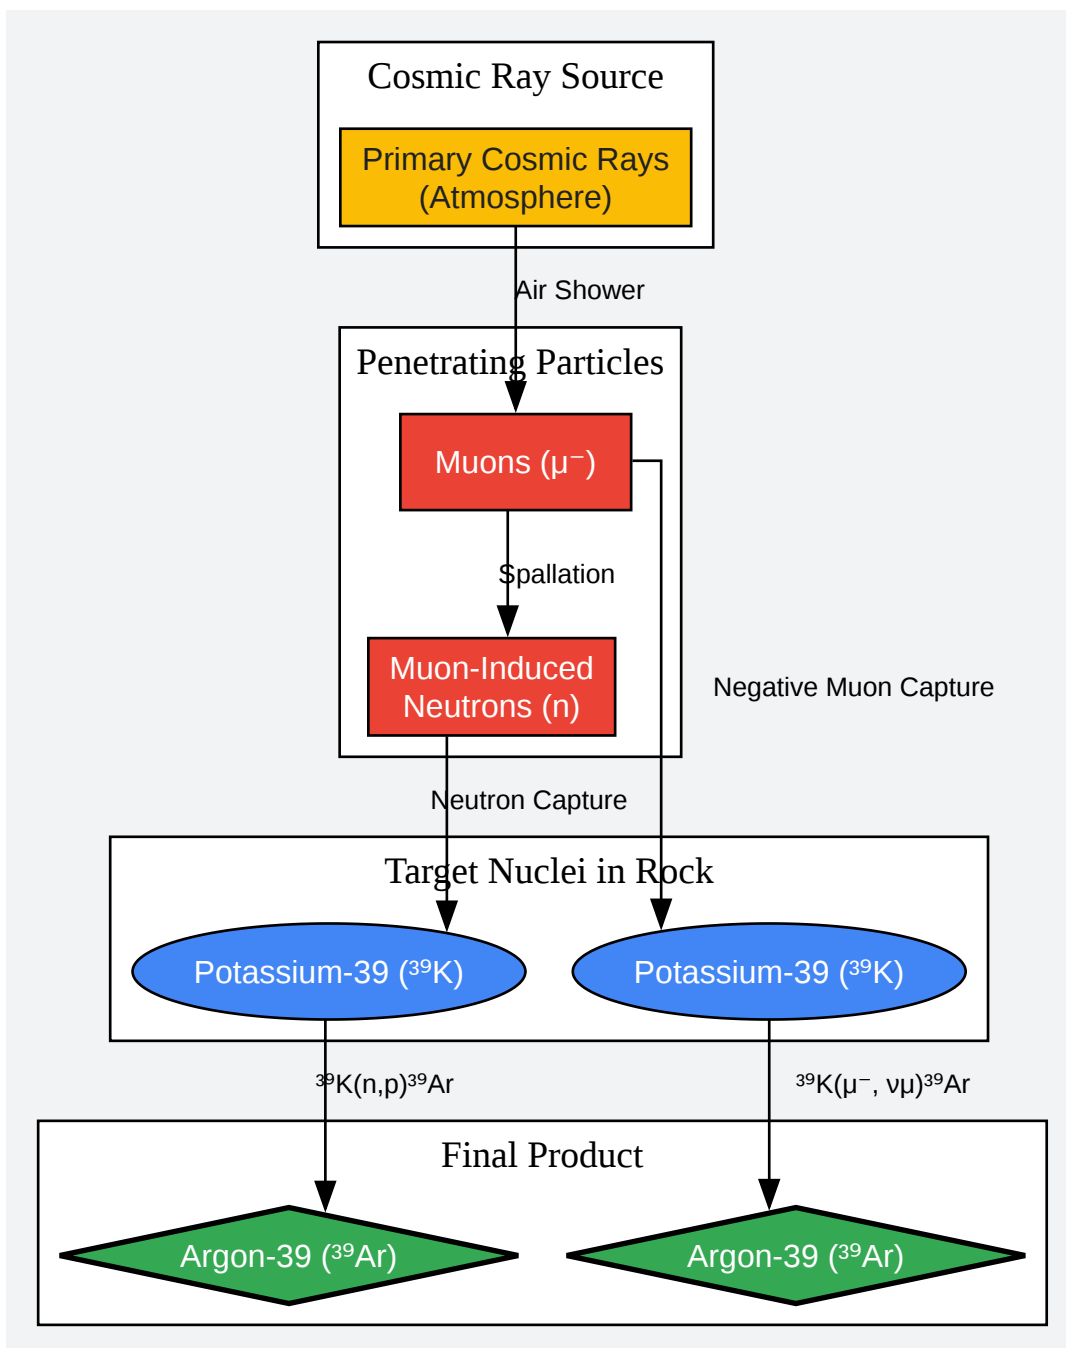 Cosmic Ray Source
Primary Cosmic Rays
(Atmosphere)
Air Shower
Penetrating Particles
Muons (μ⁻)
Spallation
Muon-Induced
Neutrons (n)
Negative Muon Capture
Neutron Capture
Target Nuclei in Rock
Potassium-39 (³⁹K)
Potassium-39 (³⁹K)
³⁹K(n,p)³⁹Ar
³⁹K(μ⁻, νμ)³⁹Ar
Final Product
Argon-39 (³⁹Ar)
Argon-39 (³⁹Ar)